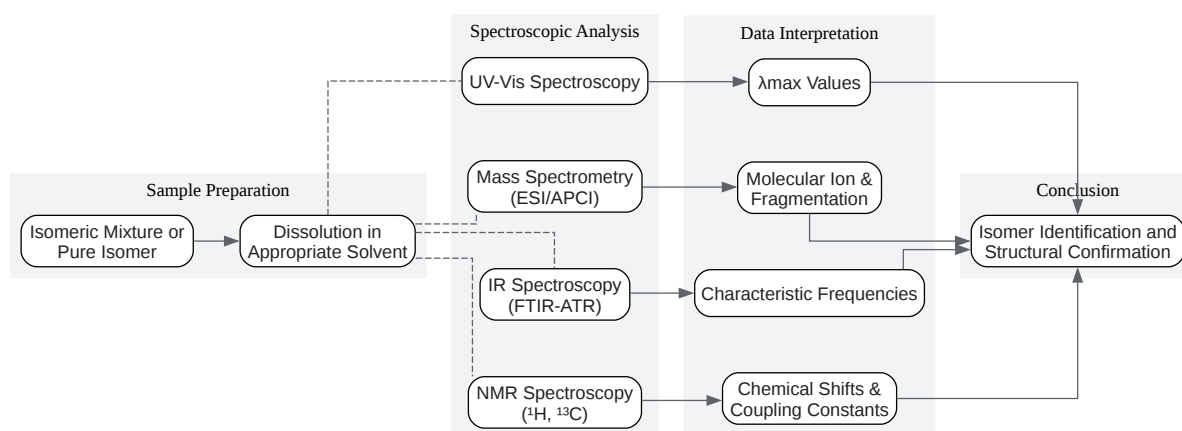 Spectroscopic Analysis
Data Interpretation
UV-Vis Spectroscopy
λmax Values
Sample Preparation
Mass Spectrometry
(ESI/APCI)
Molecular Ion &
Fragmentation
Conclusion
Isomeric Mixture or
Pure Isomer
Dissolution in
Appropriate Solvent
Isomer Identification and
Structural Confirmation
IR Spectroscopy
(FTIR-ATR)
Characteristic Frequencies
NMR Spectroscopy
(¹H, ¹³C)
Chemical Shifts &
Coupling Constants